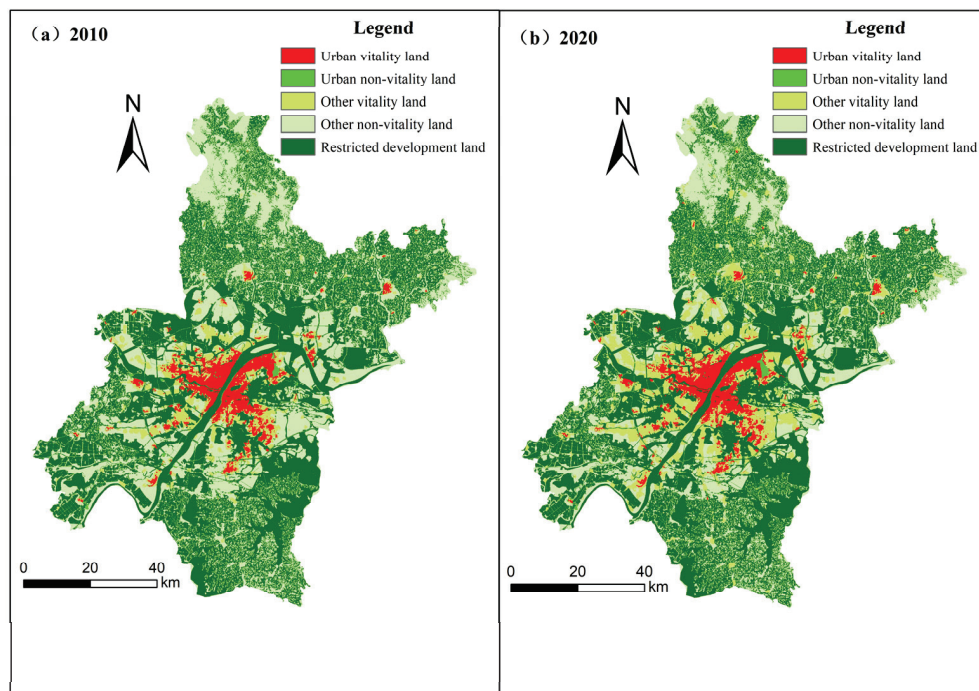 （a）2010
Legend
Urban vitality land
Urban non-vitality land
Other vitality land
Other non-vitality land
Restricted development land
N
0 20 40
km
（b）2020
Legend
Urban vitality land
Urban non-vitality land
Other vitality land
Other non-vitality land
Restricted development land
N
0 20 40
km